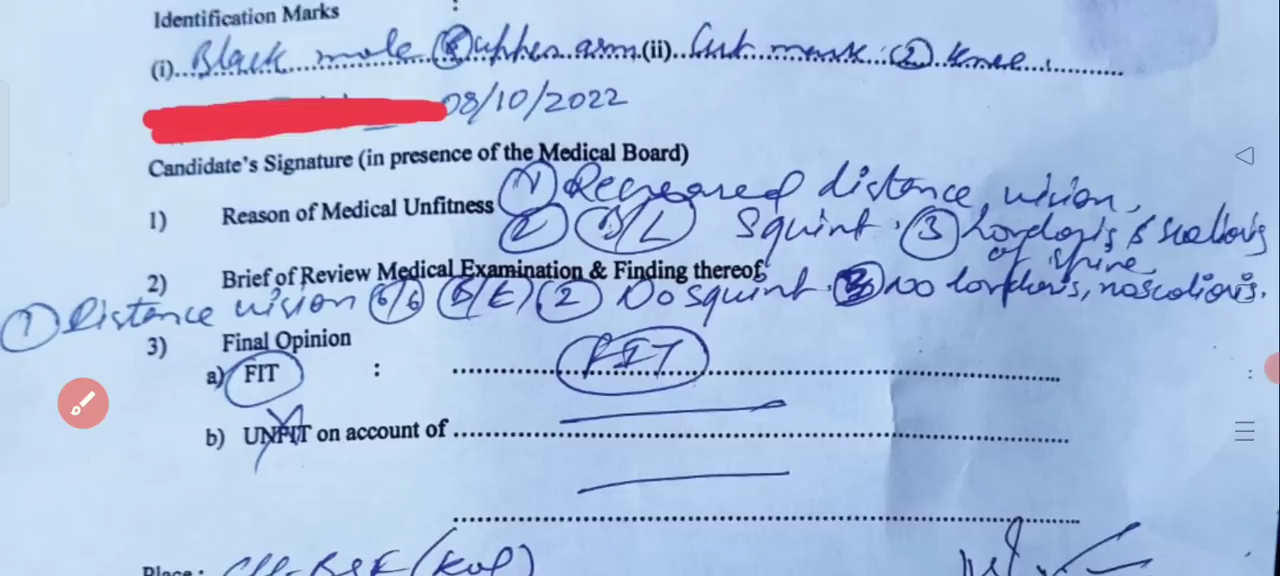 Identification Marks :
(i)..Black mole (R) upper arm.(ii)..Cut mark (L) knee.
08/10/2022
Candidate's Signature (in presence of the Medical Board)
1) Reason of Medical Unfitness (1) Decreased distance vision,
(2) B/L Squint. (3) Lordosis & scoliosis
of spine
2) Brief of Review Medical Examination & Finding thereof
(1) Distance vision 6/6 B/E (2) No squint. (3) No lordosis, no scoliosis.
3) Final Opinion
a) FIT : FIT
b) UNFIT on account of
Place :